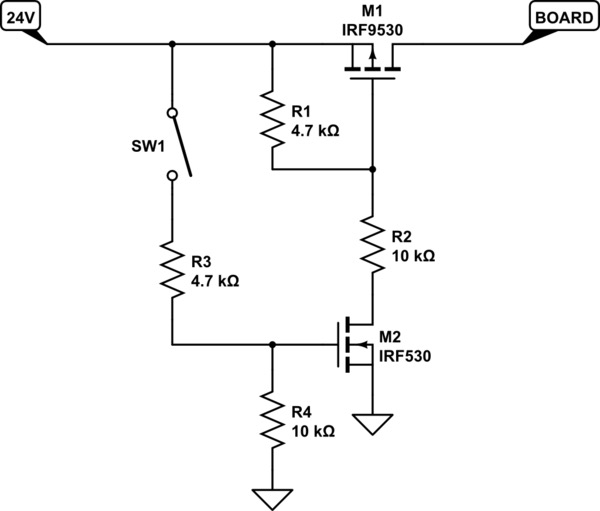 24V
M1
IRF9530
BOARD
R1
4.7 kΩ
SW1
R2
10 kΩ
R3
4.7 kΩ
M2
IRF530
R4
10 kΩ